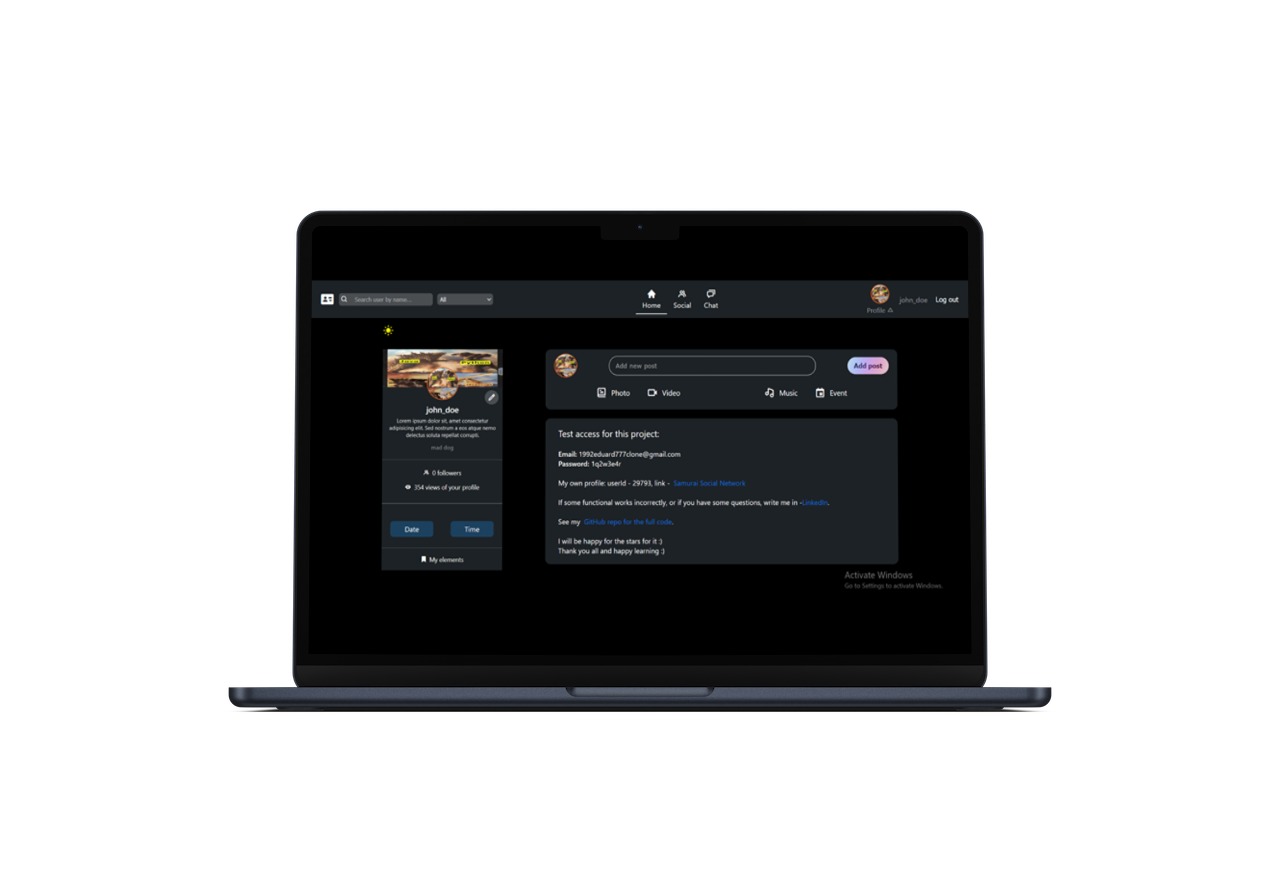 Search user by name...
All
Home
Social
Chat
Profile
john_doe
Log out
john_doe
Lorem ipsum dolor sit, amet consectetur
adipisicing elit. Sed nostrum a eos atque nemo
delectus soluta repellat corrupti.
mad dog
0 followers
354 views of your profile
Date
Time
My elements
Add new post
Add post
Photo
Video
Music
Event
Test access for this project:
Email: 1992eduard777clone@gmail.com
Password: 1q2w3e4r
My own profile: userId - 29793, link - Samurai Social Network
If some functional works incorrectly, or if you have some questions, write me in -LinkedIn.
See my GitHub repo for the full code.
I will be happy for the stars for it :)
Thank you all and happy learning :)
Activate Windows
Go to Settings to activate Windows.